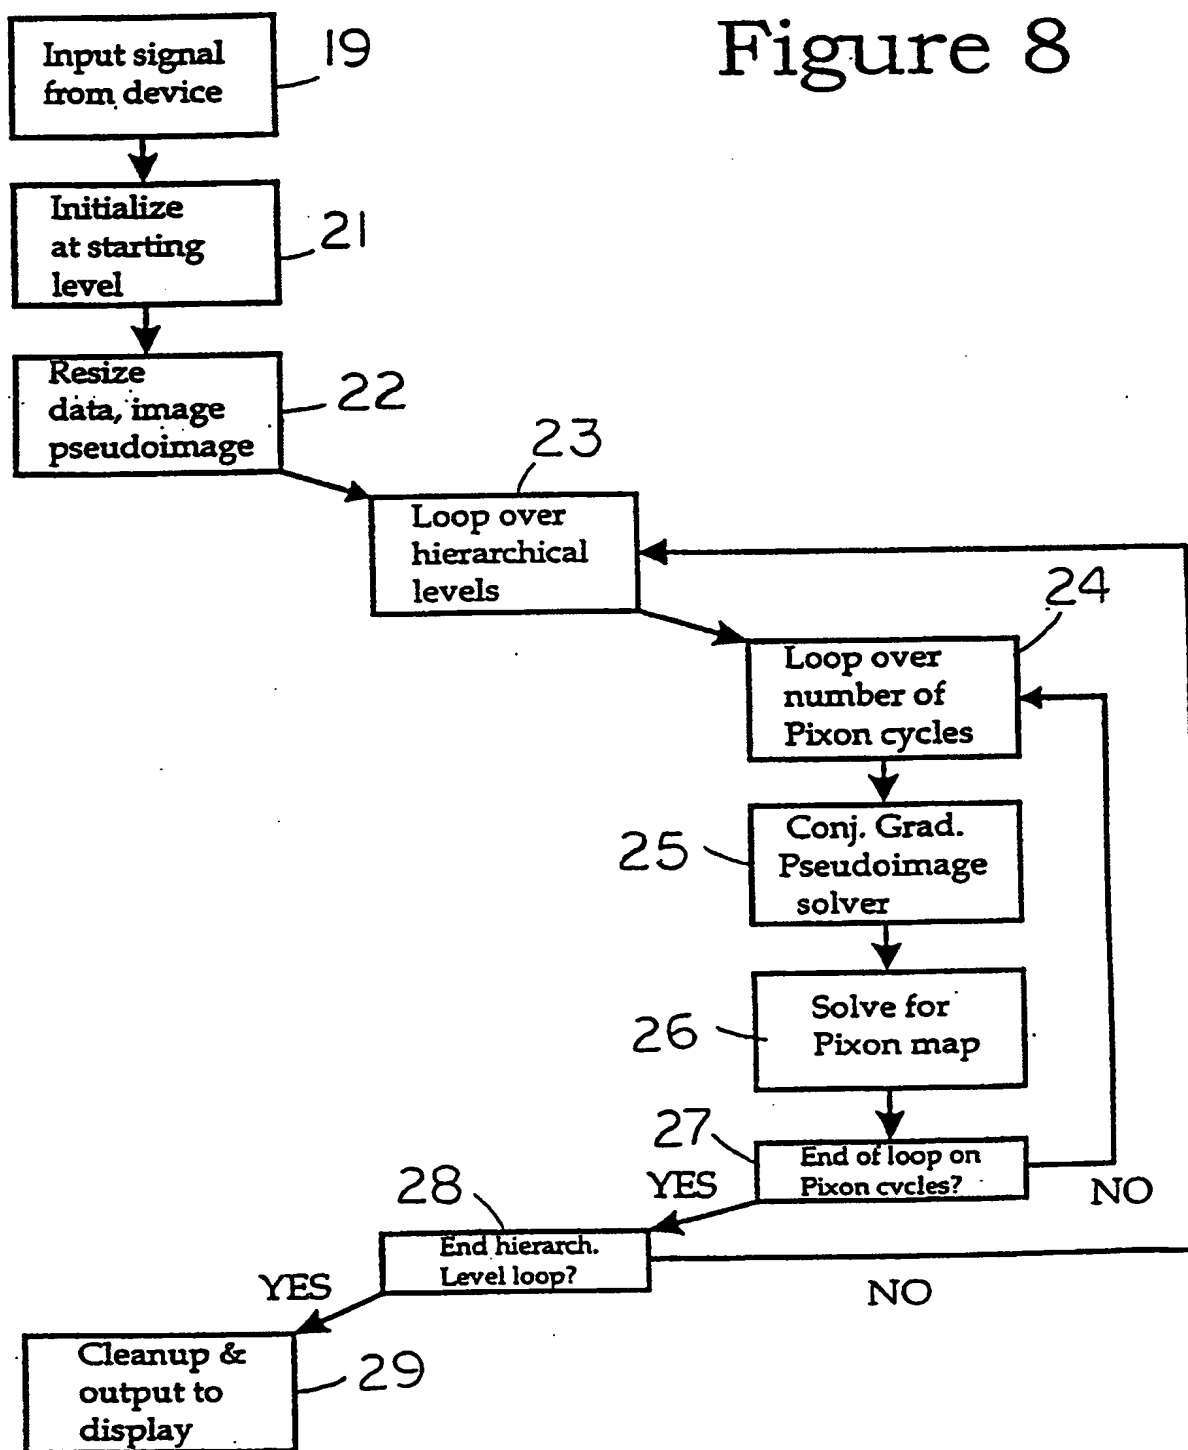 Figure 8
Input signal
from device
19
Initialize
at starting
level
21
Resize
data, image
pseudoimage
22
23
Loop over
hierarchical
levels
24
Loop over
number of
Pixon cycles
25
Conj. Grad.
Pseudoimage
solver
26
Solve for
Pixon map
27
End of loop on
Pixon cycles?
YES
NO
28
End hierarch.
Level loop?
YES
NO
Cleanup &
output to
display
29